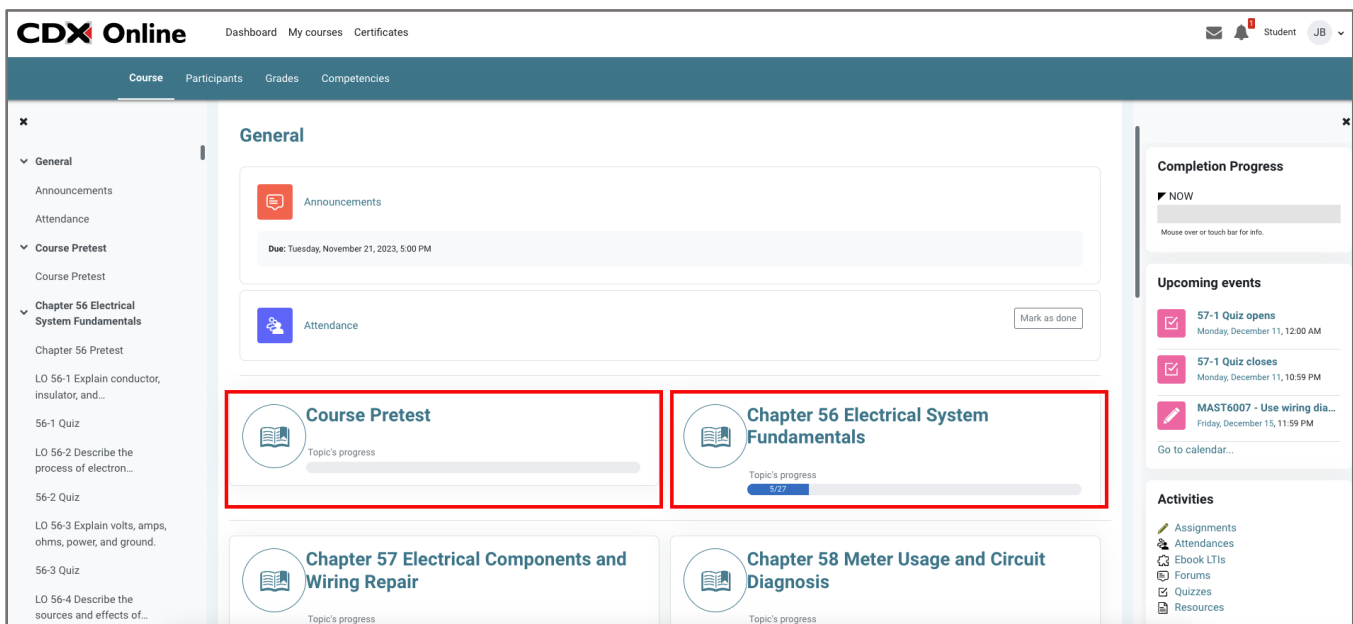 CDX Online
Dashboard My courses Certificates
1
Student JB
Course Participants Grades Competencies
General
Announcements
Attendance
Course Pretest
Course Pretest
Chapter 56 Electrical
System Fundamentals
Chapter 56 Pretest
LO 56-1 Explain conductor,
insulator, and...
56-1 Quiz
LO 56-2 Describe the
process of electron...
56-2 Quiz
LO 56-3 Explain volts, amps,
ohms, power, and ground.
56-3 Quiz
LO 56-4 Describe the
sources and effects of...
General
Announcements
Due: Tuesday, November 21, 2023, 5:00 PM
Attendance
Mark as done
Course Pretest
Topic's progress
Chapter 56 Electrical System
Fundamentals
Topic's progress
5/27
Chapter 57 Electrical Components and
Wiring Repair
Topic's progress
Chapter 58 Meter Usage and Circuit
Diagnosis
Topic's progress
Completion Progress
NOW
Mouse over or touch bar for info.
Upcoming events
57-1 Quiz opens
Monday, December 11, 12:00 AM
57-1 Quiz closes
Monday, December 11, 10:59 PM
MAST6007 - Use wiring dia...
Friday, December 15, 11:59 PM
Go to calendar...
Activities
Assignments
Attendances
Ebook LTIs
Forums
Quizzes
Resources